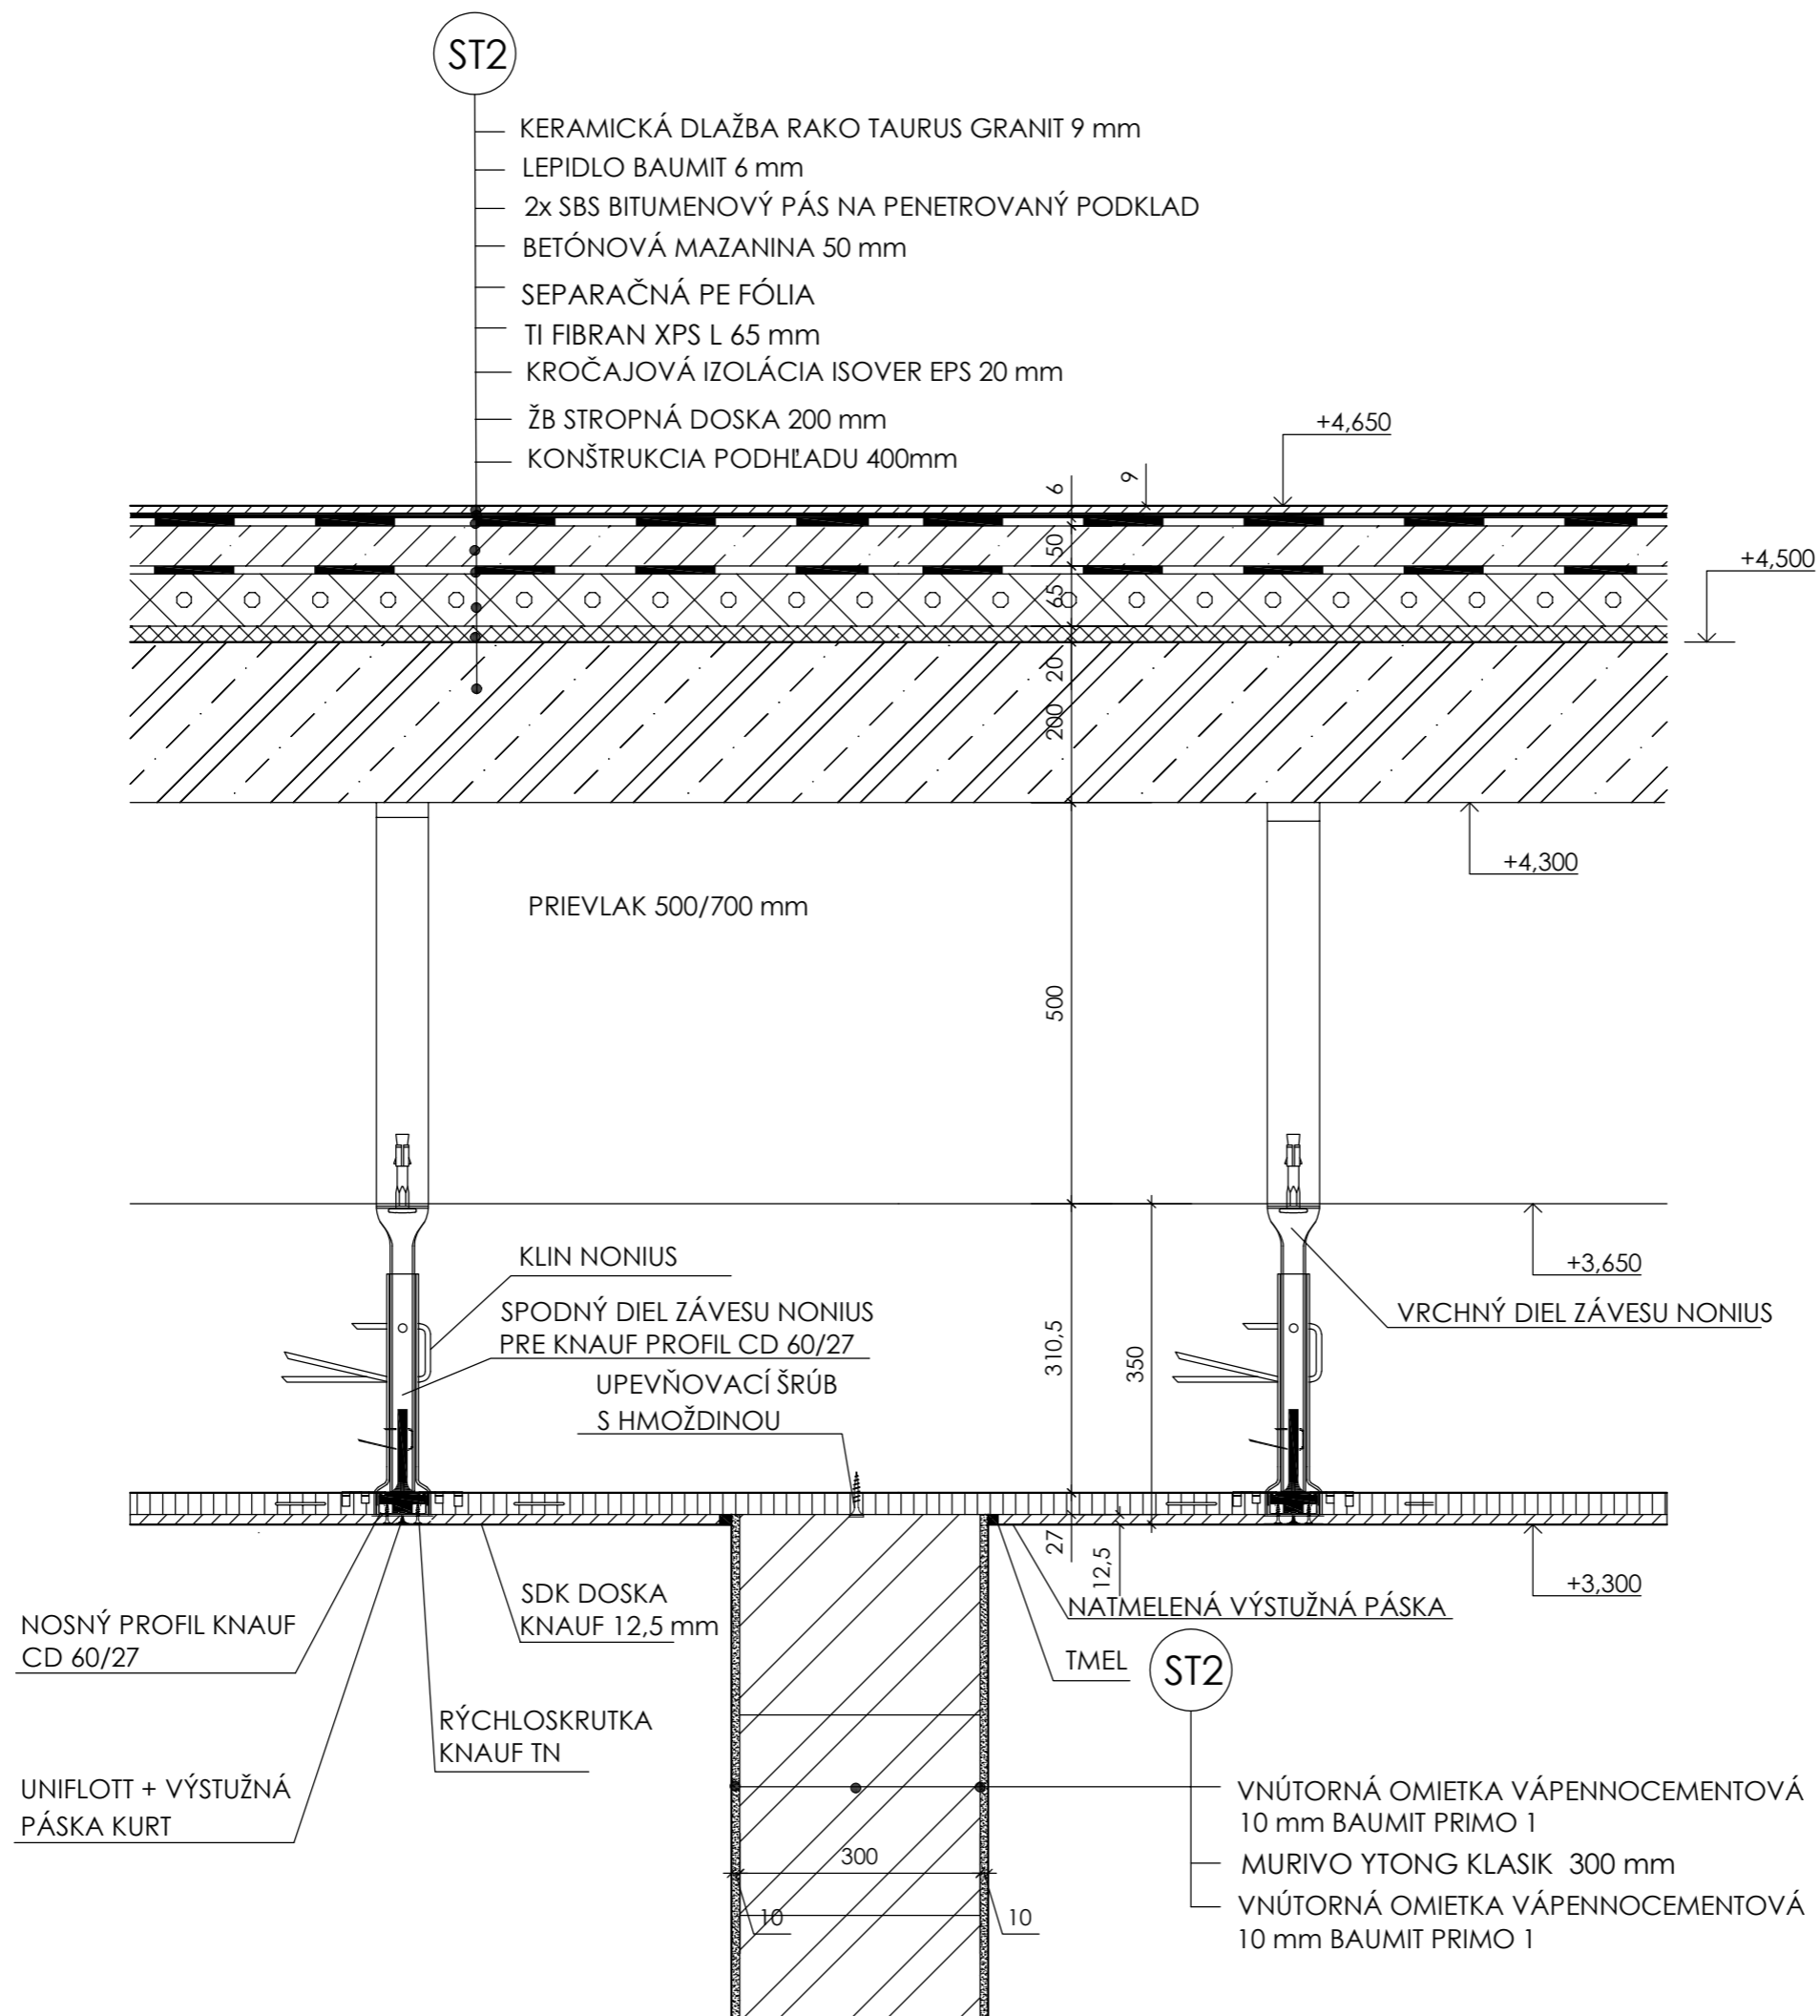 ST2
KERAMICKÁ DLAŽBA RAKO TAURUS GRANIT 9 mm
LEPIDLO BAUMIT 6 mm
2x SBS BITUMENOVÝ PÁS NA PENETROVANÝ PODKLAD
BETÓNOVÁ MAZANINA 50 mm
SEPARAČNÁ PE FÓLIA
TI FIBRAN XPS L 65 mm
KROČAJOVÁ IZOLÁCIA ISOVER EPS 20 mm
ŽB STROPNÁ DOSKA 200 mm
KONŠTRUKCIA PODHĽADU 400mm
+4,650
6
9
50
+4,500
65
20
200
+4,300
PRIEVLAK 500/700 mm
500
KLIN NONIUS
+3,650
SPODNÝ DIEL ZÁVESU NONIUS
PRE KNAUF PROFIL CD 60/27
VRCHNÝ DIEL ZÁVESU NONIUS
310,5
350
UPEVŇOVACÍ ŠRÚB
S HMOŽDINOU
27
12,5
+3,300
SDK DOSKA
KNAUF 12,5 mm
NATMELENÁ VÝSTUŽNÁ PÁSKA
NOSNÝ PROFIL KNAUF
CD 60/27
TMEL
ST2
RÝCHLOSKRUTKA
KNAUF TN
UNIFLOTT + VÝSTUŽNÁ
PÁSKA KURT
VNÚTORNÁ OMIETKA VÁPENNOCEMENTOVÁ
10 mm BAUMIT PRIMO 1
300
MURIVO YTONG KLASIK 300 mm
10
10
VNÚTORNÁ OMIETKA VÁPENNOCEMENTOVÁ
10 mm BAUMIT PRIMO 1